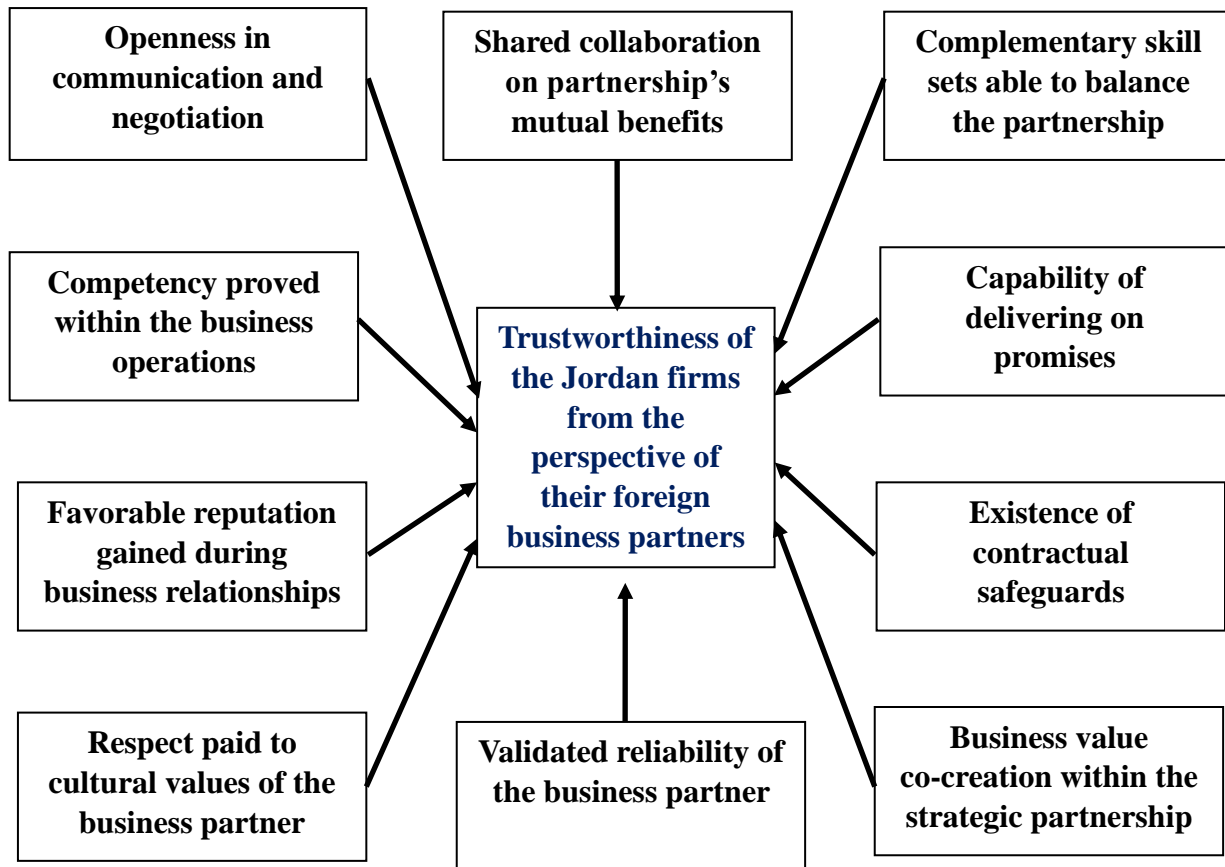 Openness in
communication and
negotiation
Shared collaboration
on partnership’s
mutual benefits
Complementary skill
sets able to balance
the partnership
Competency proved
within the business
operations
Trustworthiness of
the Jordan firms
from the
perspective of
their foreign
business partners
Capability of
delivering on
promises
Favorable reputation
gained during
business relationships
Existence of
contractual
safeguards
Respect paid to
cultural values of the
business partner
Validated reliability of
the business partner
Business value
co-creation within the
strategic partnership